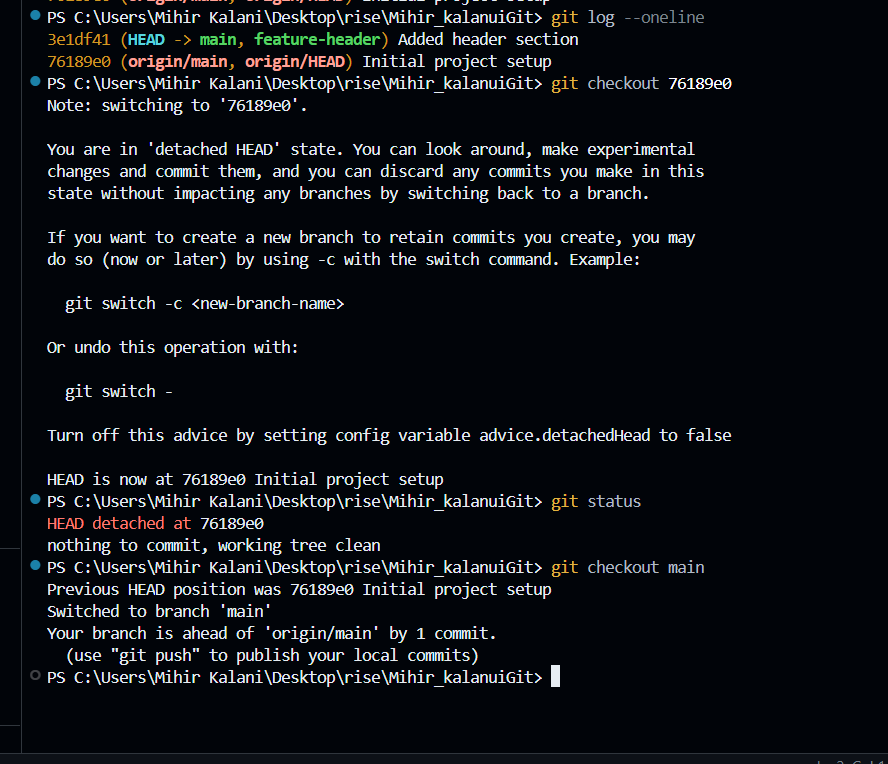 PS C:\Users\Mihir Kalani\Desktop\rise\Mihir_kalanuiGit> git log --oneline
3e1df41 (HEAD -> main, feature-header) Added header section
76189e0 (origin/main, origin/HEAD) Initial project setup
PS C:\Users\Mihir Kalani\Desktop\rise\Mihir_kalanuiGit> git checkout 76189e0
Note: switching to '76189e0'.
You are in 'detached HEAD' state. You can look around, make experimental
changes and commit them, and you can discard any commits you make in this
state without impacting any branches by switching back to a branch.
If you want to create a new branch to retain commits you create, you may
do so (now or later) by using -c with the switch command. Example:
git switch -c <new-branch-name>
Or undo this operation with:
git switch -
Turn off this advice by setting config variable advice.detachedHead to false
HEAD is now at 76189e0 Initial project setup
PS C:\Users\Mihir Kalani\Desktop\rise\Mihir_kalanuiGit> git status
HEAD detached at 76189e0
nothing to commit, working tree clean
PS C:\Users\Mihir Kalani\Desktop\rise\Mihir_kalanuiGit> git checkout main
Previous HEAD position was 76189e0 Initial project setup
Switched to branch 'main'
Your branch is ahead of 'origin/main' by 1 commit.
(use "git push" to publish your local commits)
PS C:\Users\Mihir Kalani\Desktop\rise\Mihir_kalanuiGit>